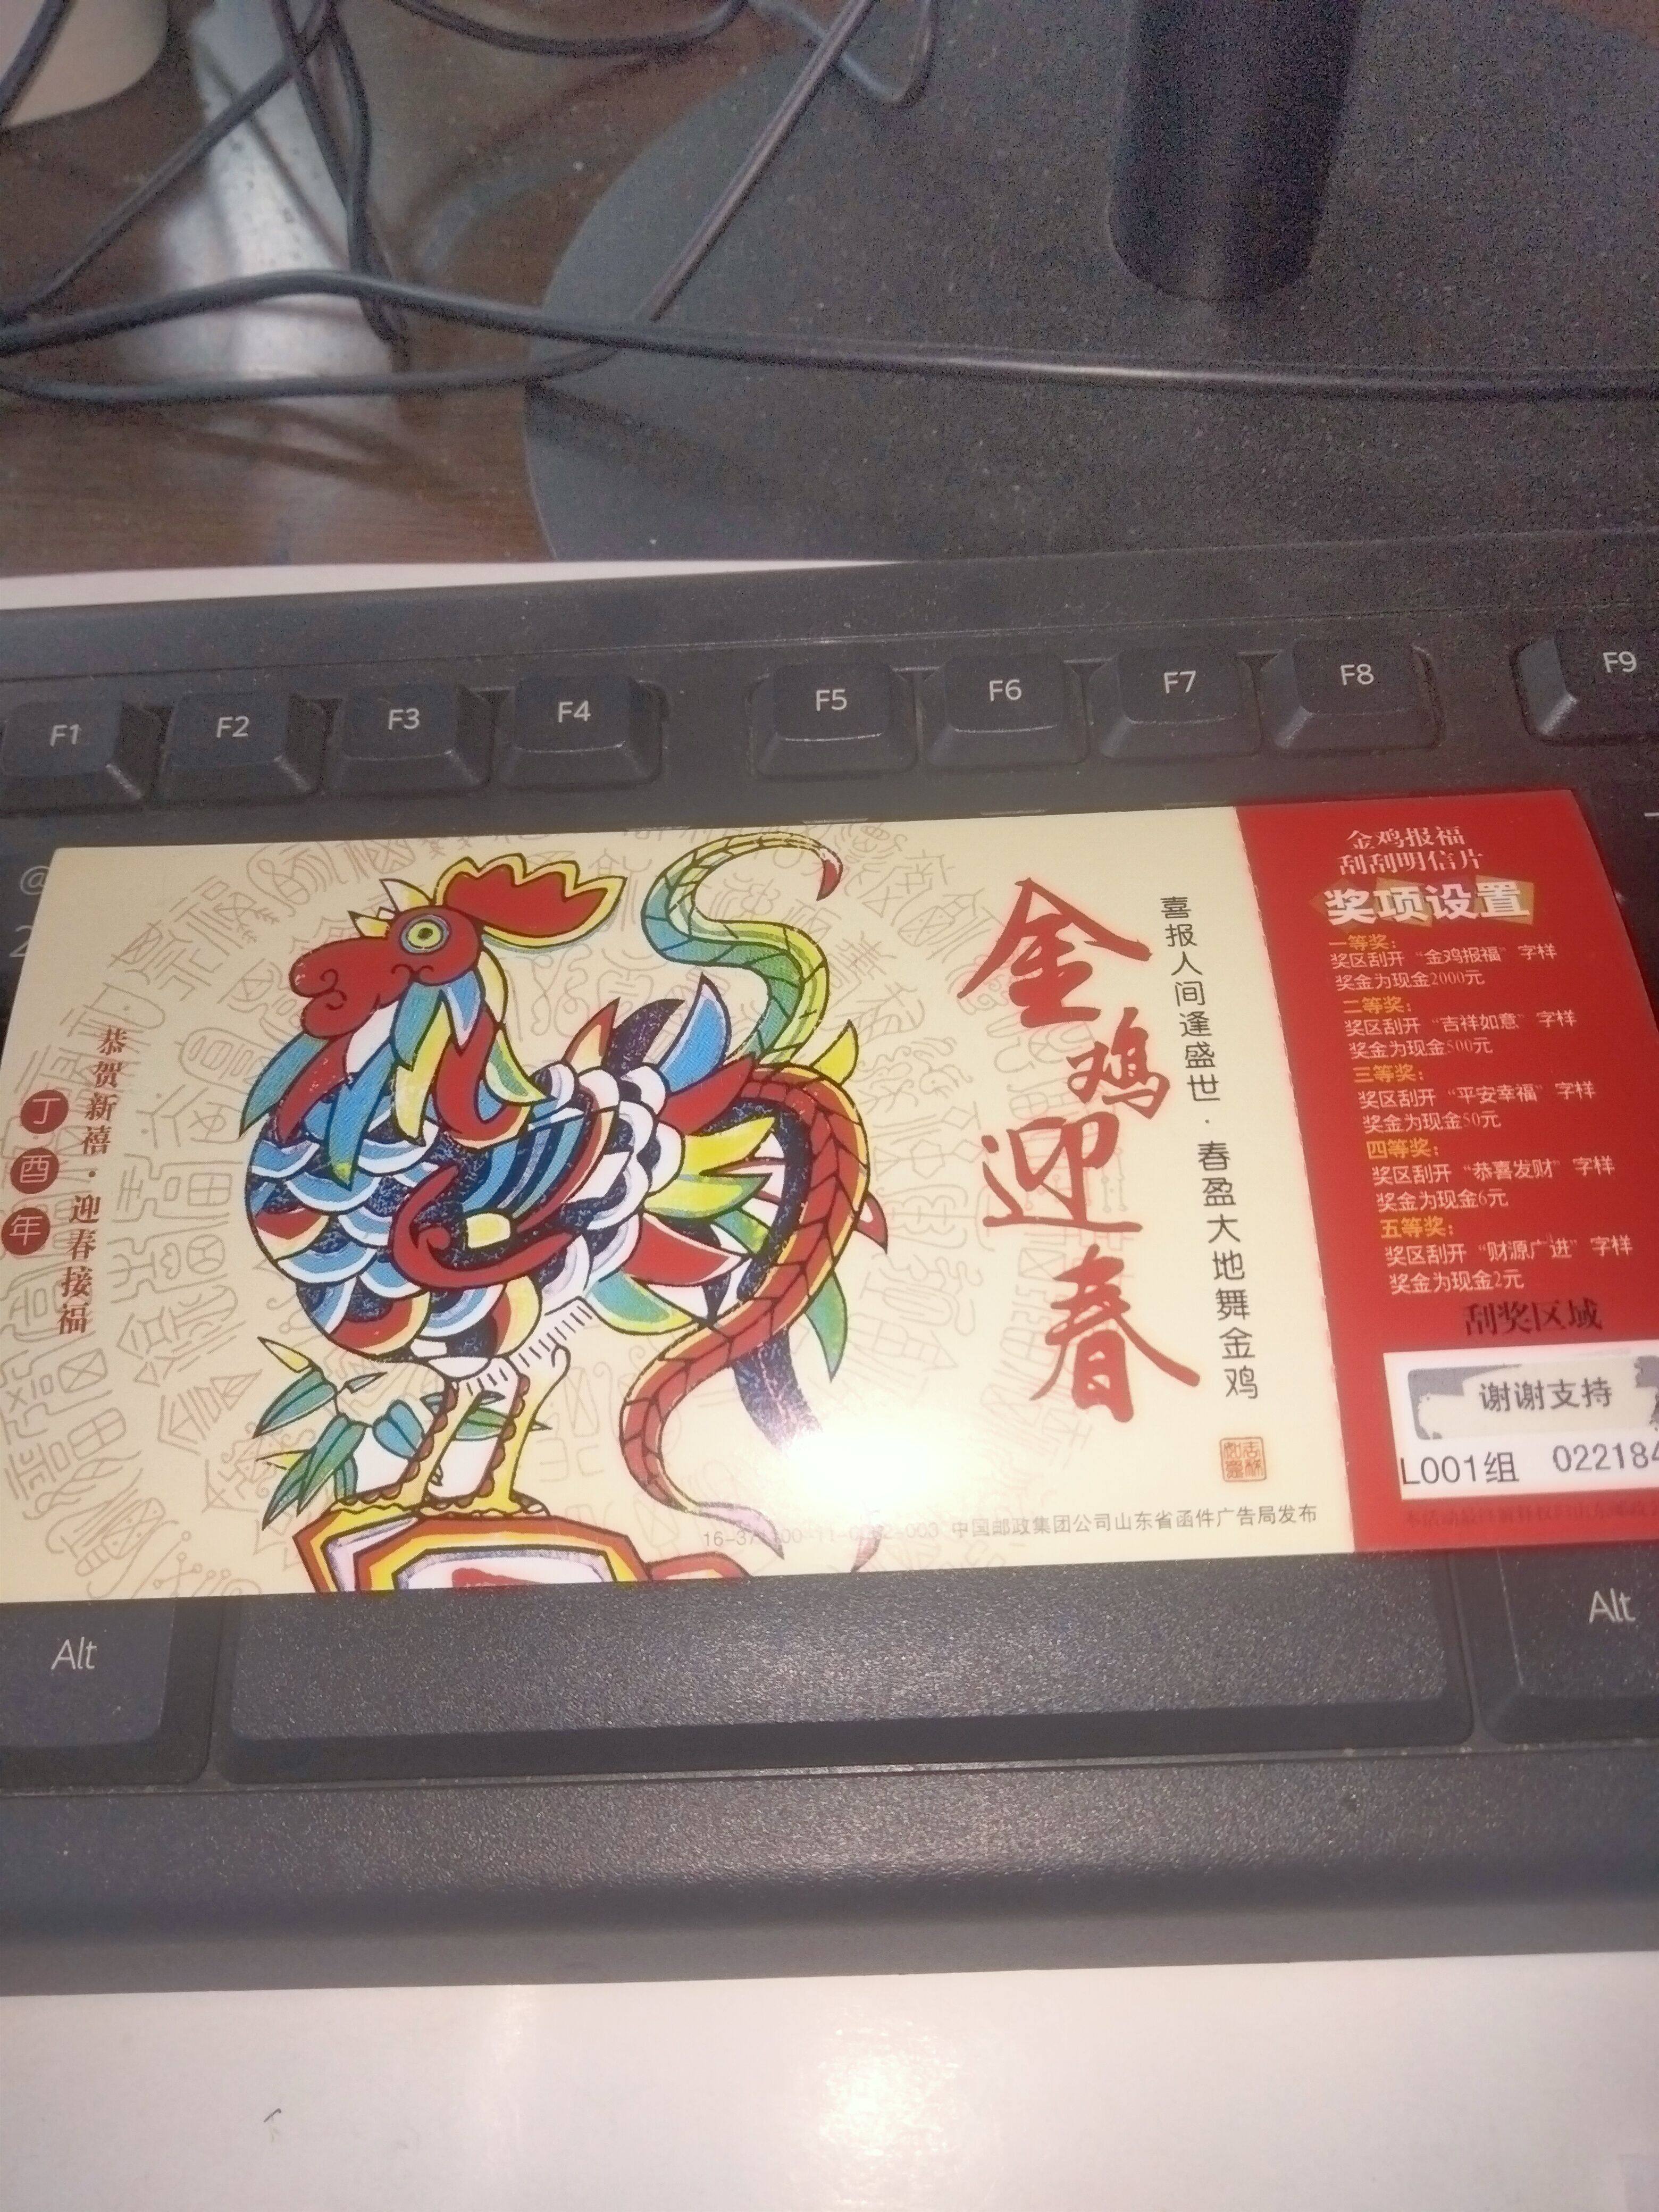 F1 F2 F3 F4 F5 F6 F7 F8 F9
@
2
恭贺新禧·迎春接福
丁酉年
金鸡迎春
喜报人间逢盛世·春盈大地舞金鸡
中国邮政集团公司山东省函件广告局发布
金鸡报福
刮刮明信片
奖项设置
一等奖:
奖区刮开“金鸡报福”字样
奖金为现金2000元
二等奖:
奖区刮开“吉祥如意”字样
奖金为现金500元
三等奖:
奖区刮开“平安幸福”字样
奖金为现金50元
四等奖:
奖区刮开“恭喜发财”字样
奖金为现金6元
五等奖:
奖区刮开“财源广进”字样
奖金为现金2元
刮奖区域
谢谢支持
L001组 022184
Alt Alt